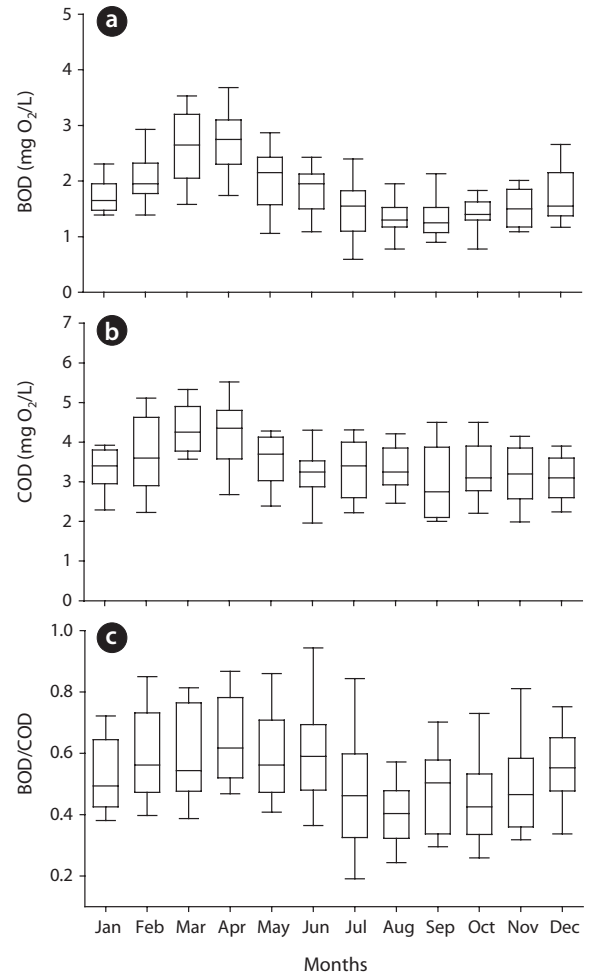 a
5
4
3
2
1
0
BOD (mg O₂/L)
b
7
6
5
4
3
2
1
0
COD (mg O₂/L)
c
1.0
0.8
0.6
0.4
0.2
BOD/COD
Jan Feb Mar Apr May Jun Jul Aug Sep Oct Nov Dec
Months